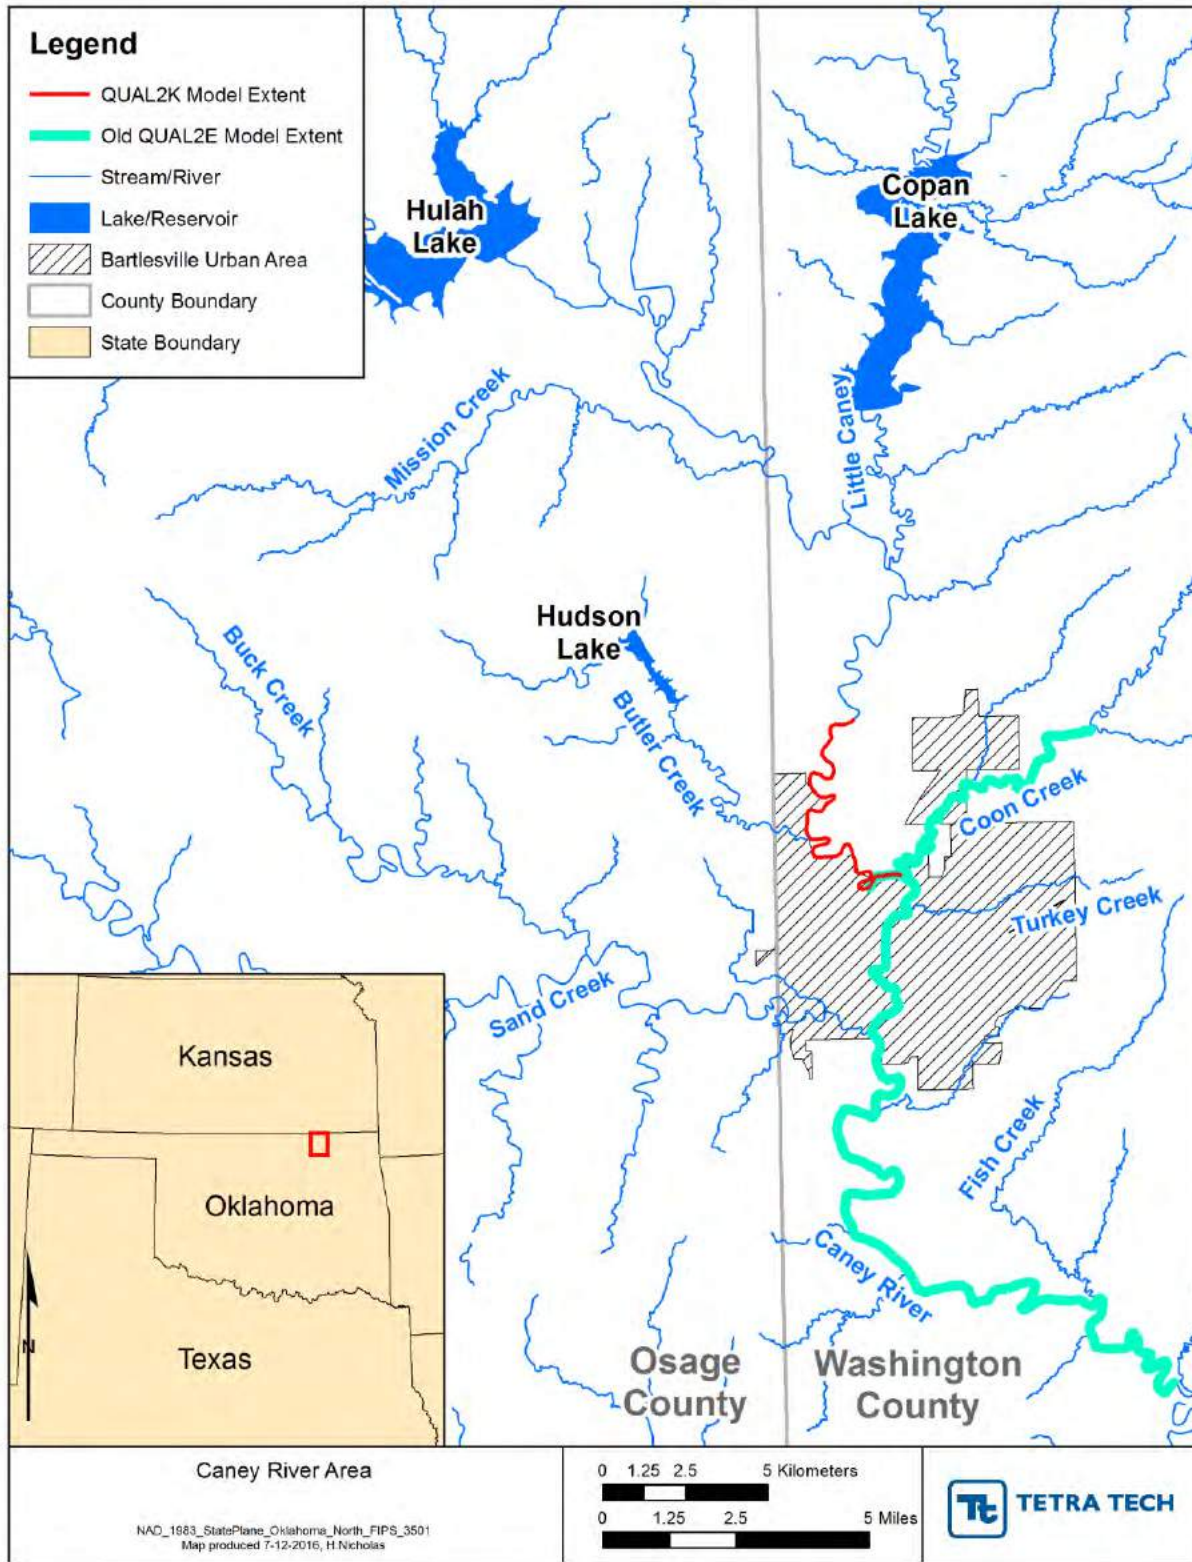 Legend
QUAL2K Model Extent
Old QUAL2E Model Extent
Stream/River
Lake/Reservoir
Bartlesville Urban Area
County Boundary
State Boundary
Hulah
Lake
Copan
Lake
Mission Creek
Little Caney
Hudson
Lake
Buck Creek
Butler Creek
Coon Creek
Turkey Creek
Sand Creek
Fish Creek
Caney River
Osage
County
Washington
County
Kansas
Oklahoma
Texas
N
Caney River Area
NAD_1983_StatePlane_Oklahoma_North_FIPS_3501
Map produced 7-12-2016, H.Nicholas
0 1.25 2.5 5 Kilometers
0 1.25 2.5 5 Miles
Tt TETRA TECH